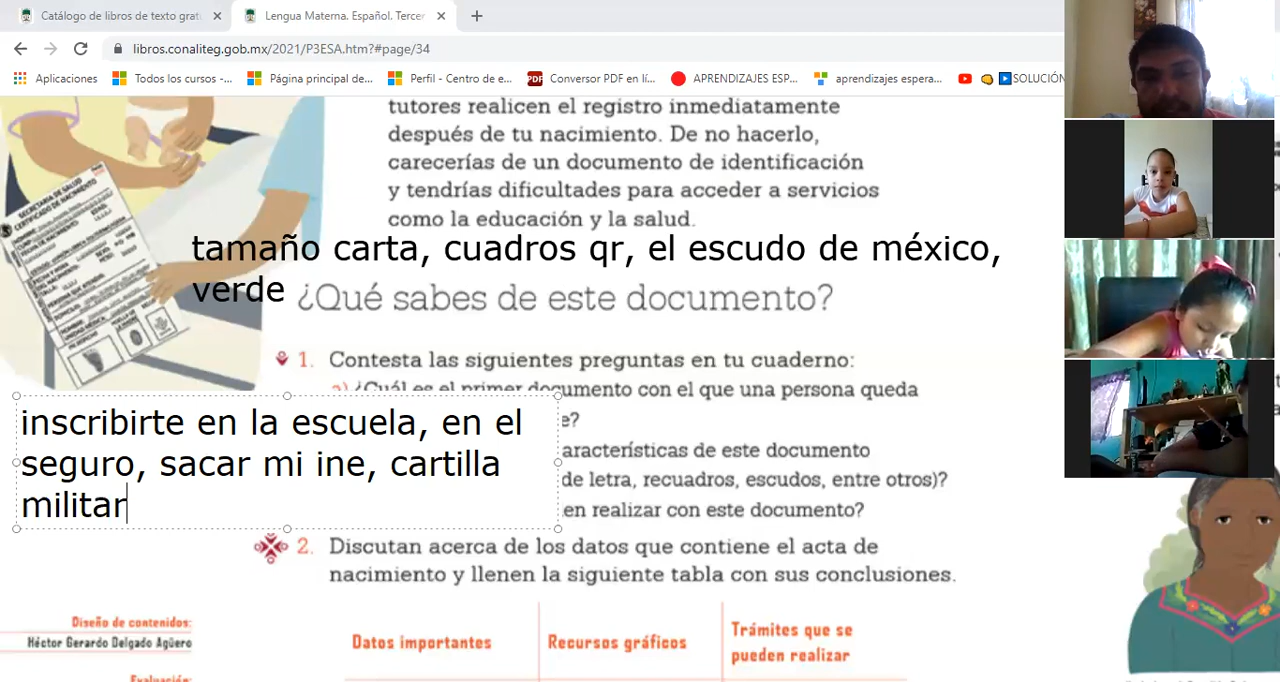 Catálogo de libros de texto grat
Lengua Materna. Español. Tercer
libros.conaliteg.gob.mx/2021/P3ESA.htm?#page/34
Aplicaciones
Todos los cursos -...
Página principal de...
Perfil - Centro de e...
PDF
Conversor PDF en lí...
APRENDIZAJES ESP...
aprendizajes espera...
SOLUCIÓN
tutores realicen el registro inmediatamente
después de tu nacimiento. De no hacerlo,
carecerías de un documento de identificación
y tendrías dificultades para acceder a servicios
como la educación y la salud.
SECRETARIA DE SALUD
CERTIFICADO DE NACIMIENTO
tamaño carta, cuadros qr, el escudo de méxico,
verde
¿Qué sabes de este documento?
1. Contesta las siguientes preguntas en tu cuaderno:
a) ¿Cuál es el primer documento con el que una persona queda
e?
aracterísticas de este documento
de letra, recuadros, escudos, entre otros)?
en realizar con este documento?
inscribirte en la escuela, en el
seguro, sacar mi ine, cartilla
militar
2. Discutan acerca de los datos que contiene el acta de
nacimiento y llenen la siguiente tabla con sus conclusiones.
Diseño de contenidos:
Héctor Gerardo Delgado Agüero
Evaluación:
Datos importantes
Recursos gráficos
Trámites que se
pueden realizar